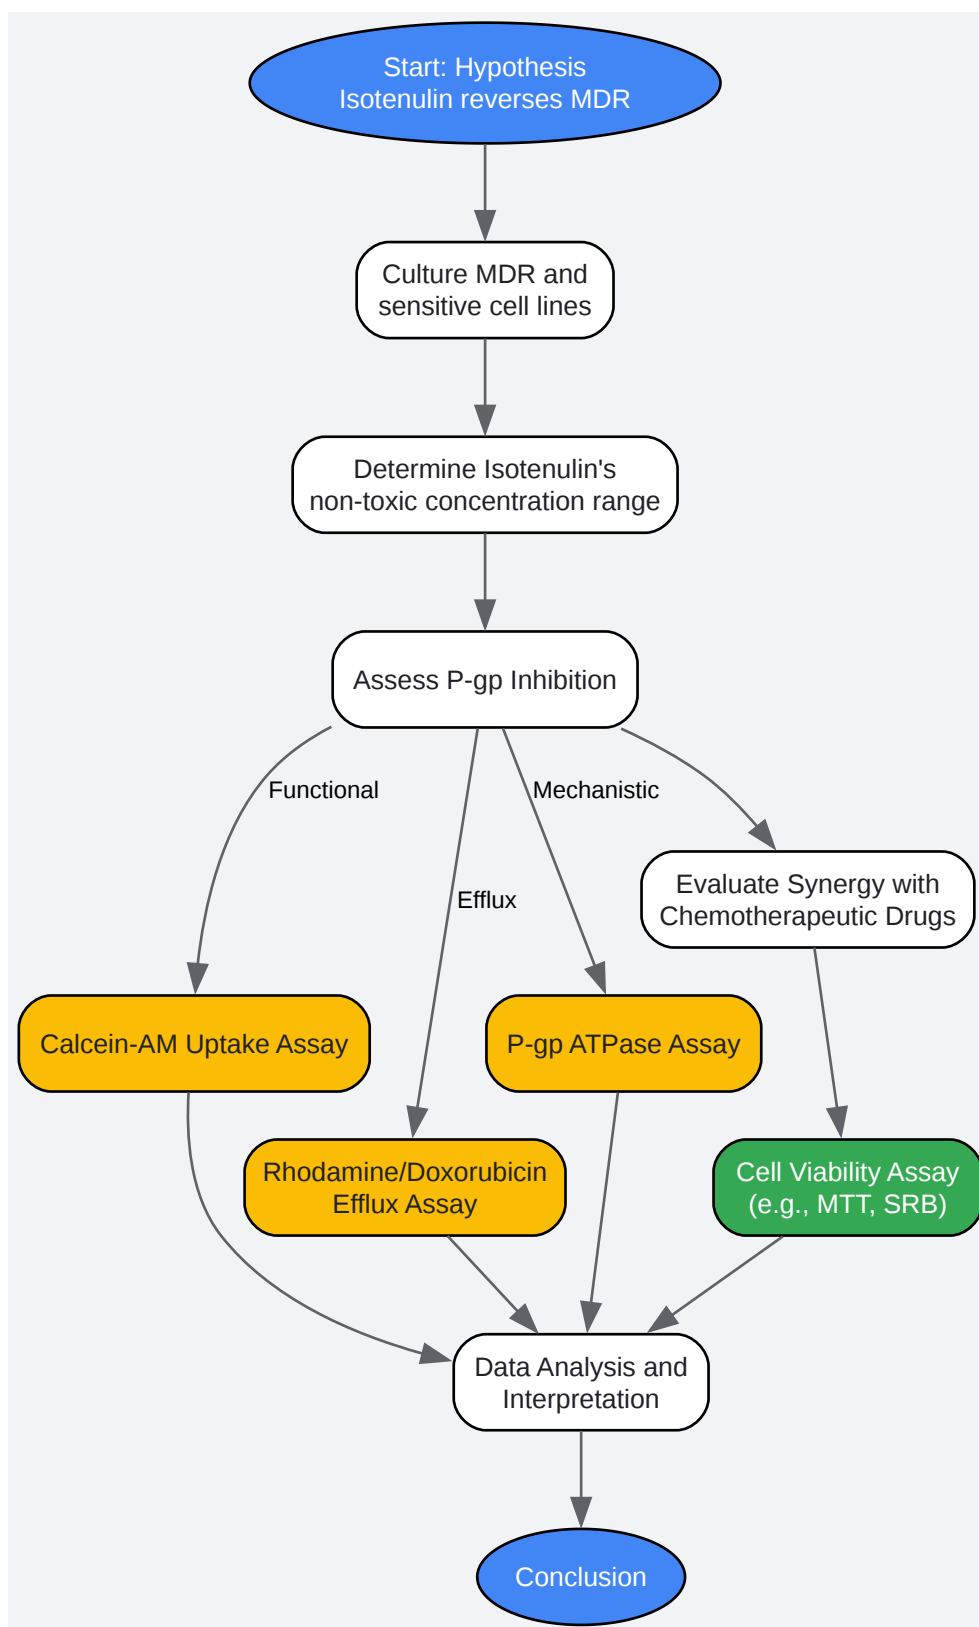 Start: Hypothesis
Isotenulin reverses MDR
Culture MDR and
sensitive cell lines
Determine Isotenulin's
non-toxic concentration range
Assess P-gp Inhibition
Functional
Mechanistic
Efflux
Evaluate Synergy with
Chemotherapeutic Drugs
Calcein-AM Uptake Assay
P-gp ATPase Assay
Rhodamine/Doxorubicin
Efflux Assay
Cell Viability Assay
(e.g., MTT, SRB)
Data Analysis and
Interpretation
Conclusion